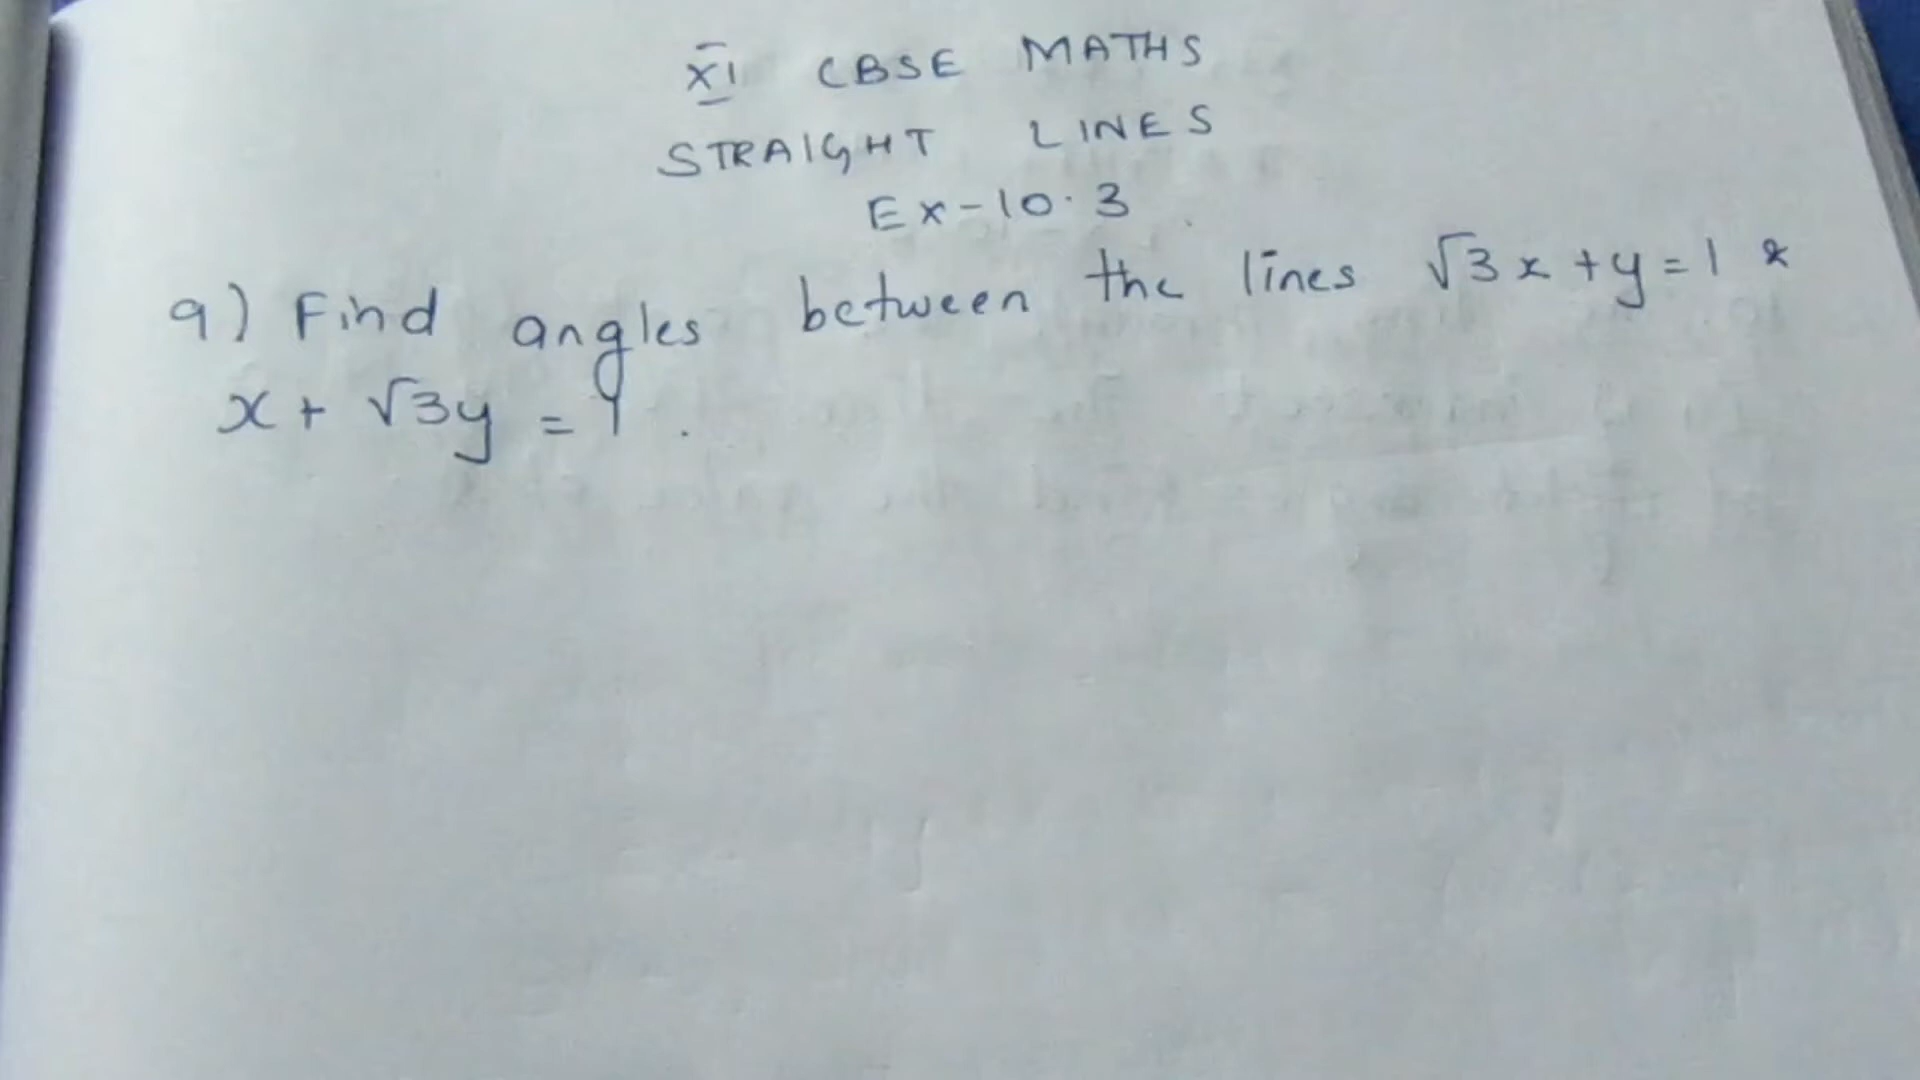 XI CBSE MATHS
STRAIGHT LINES
Ex-10.3
9) Find angles between the lines √3x+y=1 &
x+√3y=1.